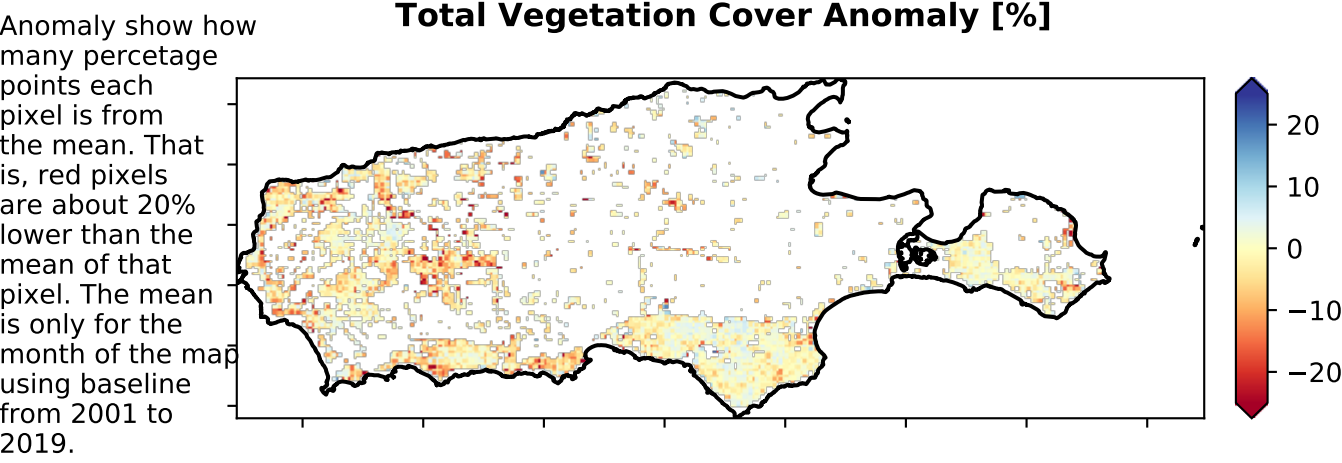 Total Vegetation Cover Anomaly [%]
Anomaly show how
many percetage
points each
pixel is from
the mean. That
is, red pixels
are about 20%
lower than the
mean of that
pixel. The mean
is only for the
month of the map
using baseline
from 2001 to
2019.
20
10
0
−10
−20